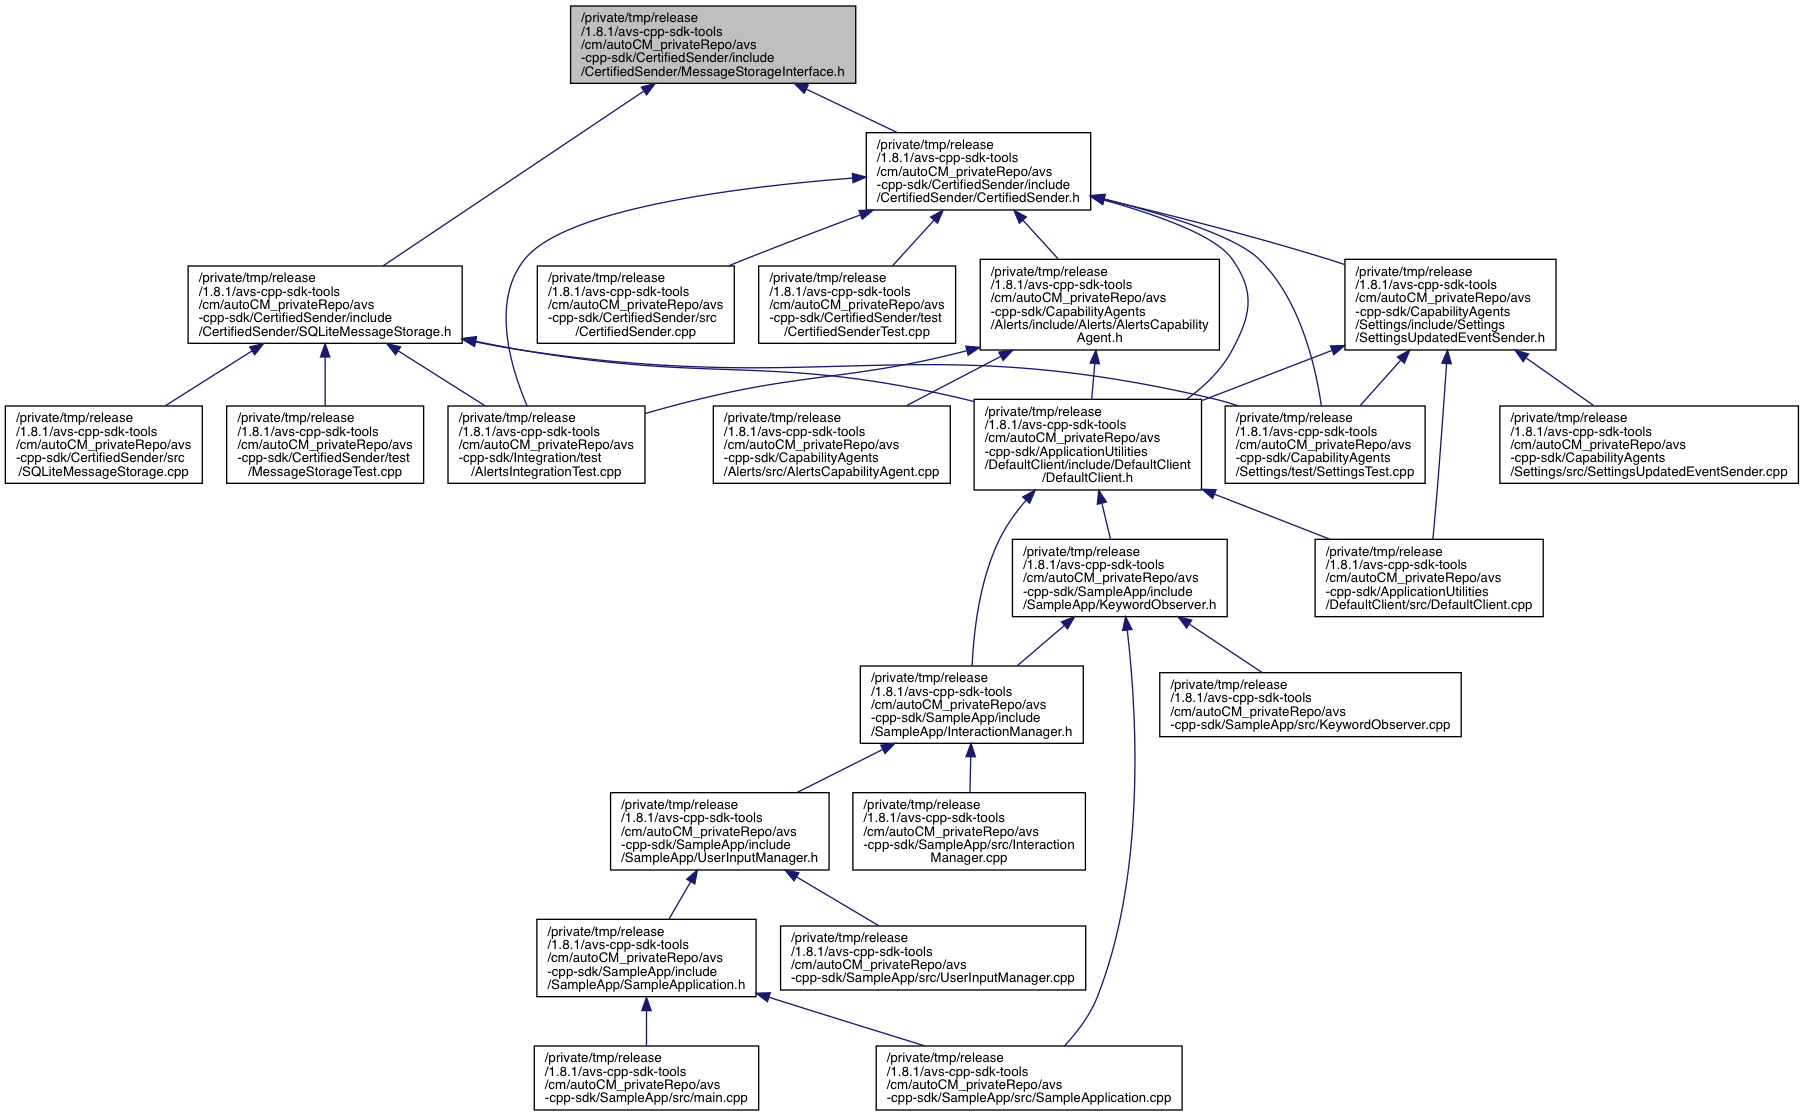 /private/tmp/release
/1.8.1/avs-cpp-sdk-tools
/cm/autoCM_privateRepo/avs
-cpp-sdk/CertifiedSender/include
/CertifiedSender/MessageStorageInterface.h
/private/tmp/release
/1.8.1/avs-cpp-sdk-tools
/cm/autoCM_privateRepo/avs
-cpp-sdk/CertifiedSender/include
/CertifiedSender/CertifiedSender.h
/private/tmp/release
/1.8.1/avs-cpp-sdk-tools
/cm/autoCM_privateRepo/avs
-cpp-sdk/CertifiedSender/include
/CertifiedSender/SQLiteMessageStorage.h
/private/tmp/release
/1.8.1/avs-cpp-sdk-tools
/cm/autoCM_privateRepo/avs
-cpp-sdk/CertifiedSender/src
/CertifiedSender.cpp
/private/tmp/release
/1.8.1/avs-cpp-sdk-tools
/cm/autoCM_privateRepo/avs
-cpp-sdk/CertifiedSender/test
/CertifiedSenderTest.cpp
/private/tmp/release
/1.8.1/avs-cpp-sdk-tools
/cm/autoCM_privateRepo/avs
-cpp-sdk/CapabilityAgents
/Alerts/include/Alerts/AlertsCapability
Agent.h
/private/tmp/release
/1.8.1/avs-cpp-sdk-tools
/cm/autoCM_privateRepo/avs
-cpp-sdk/CapabilityAgents
/Settings/include/Settings
/SettingsUpdatedEventSender.h
/private/tmp/release
/1.8.1/avs-cpp-sdk-tools
/cm/autoCM_privateRepo/avs
-cpp-sdk/CertifiedSender/src
/SQLiteMessageStorage.cpp
/private/tmp/release
/1.8.1/avs-cpp-sdk-tools
/cm/autoCM_privateRepo/avs
-cpp-sdk/CertifiedSender/test
/MessageStorageTest.cpp
/private/tmp/release
/1.8.1/avs-cpp-sdk-tools
/cm/autoCM_privateRepo/avs
-cpp-sdk/Integration/test
/AlertsIntegrationTest.cpp
/private/tmp/release
/1.8.1/avs-cpp-sdk-tools
/cm/autoCM_privateRepo/avs
-cpp-sdk/CapabilityAgents
/Alerts/src/AlertsCapabilityAgent.cpp
/private/tmp/release
/1.8.1/avs-cpp-sdk-tools
/cm/autoCM_privateRepo/avs
-cpp-sdk/ApplicationUtilities
/DefaultClient/include/DefaultClient
/DefaultClient.h
/private/tmp/release
/1.8.1/avs-cpp-sdk-tools
/cm/autoCM_privateRepo/avs
-cpp-sdk/CapabilityAgents
/Settings/test/SettingsTest.cpp
/private/tmp/release
/1.8.1/avs-cpp-sdk-tools
/cm/autoCM_privateRepo/avs
-cpp-sdk/CapabilityAgents
/Settings/src/SettingsUpdatedEventSender.cpp
/private/tmp/release
/1.8.1/avs-cpp-sdk-tools
/cm/autoCM_privateRepo/avs
-cpp-sdk/SampleApp/include
/SampleApp/KeywordObserver.h
/private/tmp/release
/1.8.1/avs-cpp-sdk-tools
/cm/autoCM_privateRepo/avs
-cpp-sdk/ApplicationUtilities
/DefaultClient/src/DefaultClient.cpp
/private/tmp/release
/1.8.1/avs-cpp-sdk-tools
/cm/autoCM_privateRepo/avs
-cpp-sdk/SampleApp/include
/SampleApp/InteractionManager.h
/private/tmp/release
/1.8.1/avs-cpp-sdk-tools
/cm/autoCM_privateRepo/avs
-cpp-sdk/SampleApp/src/KeywordObserver.cpp
/private/tmp/release
/1.8.1/avs-cpp-sdk-tools
/cm/autoCM_privateRepo/avs
-cpp-sdk/SampleApp/include
/SampleApp/UserInputManager.h
/private/tmp/release
/1.8.1/avs-cpp-sdk-tools
/cm/autoCM_privateRepo/avs
-cpp-sdk/SampleApp/src/Interaction
Manager.cpp
/private/tmp/release
/1.8.1/avs-cpp-sdk-tools
/cm/autoCM_privateRepo/avs
-cpp-sdk/SampleApp/include
/SampleApp/SampleApplication.h
/private/tmp/release
/1.8.1/avs-cpp-sdk-tools
/cm/autoCM_privateRepo/avs
-cpp-sdk/SampleApp/src/UserInputManager.cpp
/private/tmp/release
/1.8.1/avs-cpp-sdk-tools
/cm/autoCM_privateRepo/avs
-cpp-sdk/SampleApp/src/main.cpp
/private/tmp/release
/1.8.1/avs-cpp-sdk-tools
/cm/autoCM_privateRepo/avs
-cpp-sdk/SampleApp/src/SampleApplication.cpp